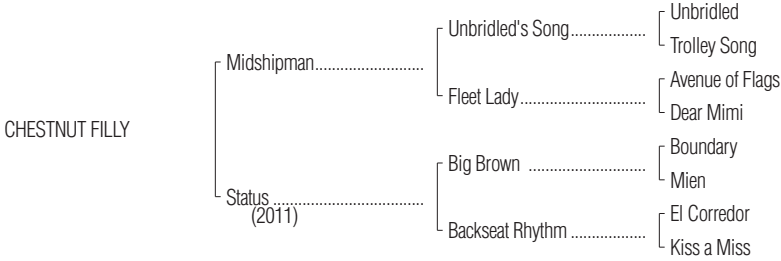 Unbridled
Unbridled's Song..................
Trolley Song
Midshipman..........................
Avenue of Flags
Fleet Lady..............................
Dear Mimi
CHESTNUT FILLY
Boundary
Big Brown ............................
Mien
Status ....................................
(2011)
El Corredor
Backseat Rhythm ..................
Kiss a Miss